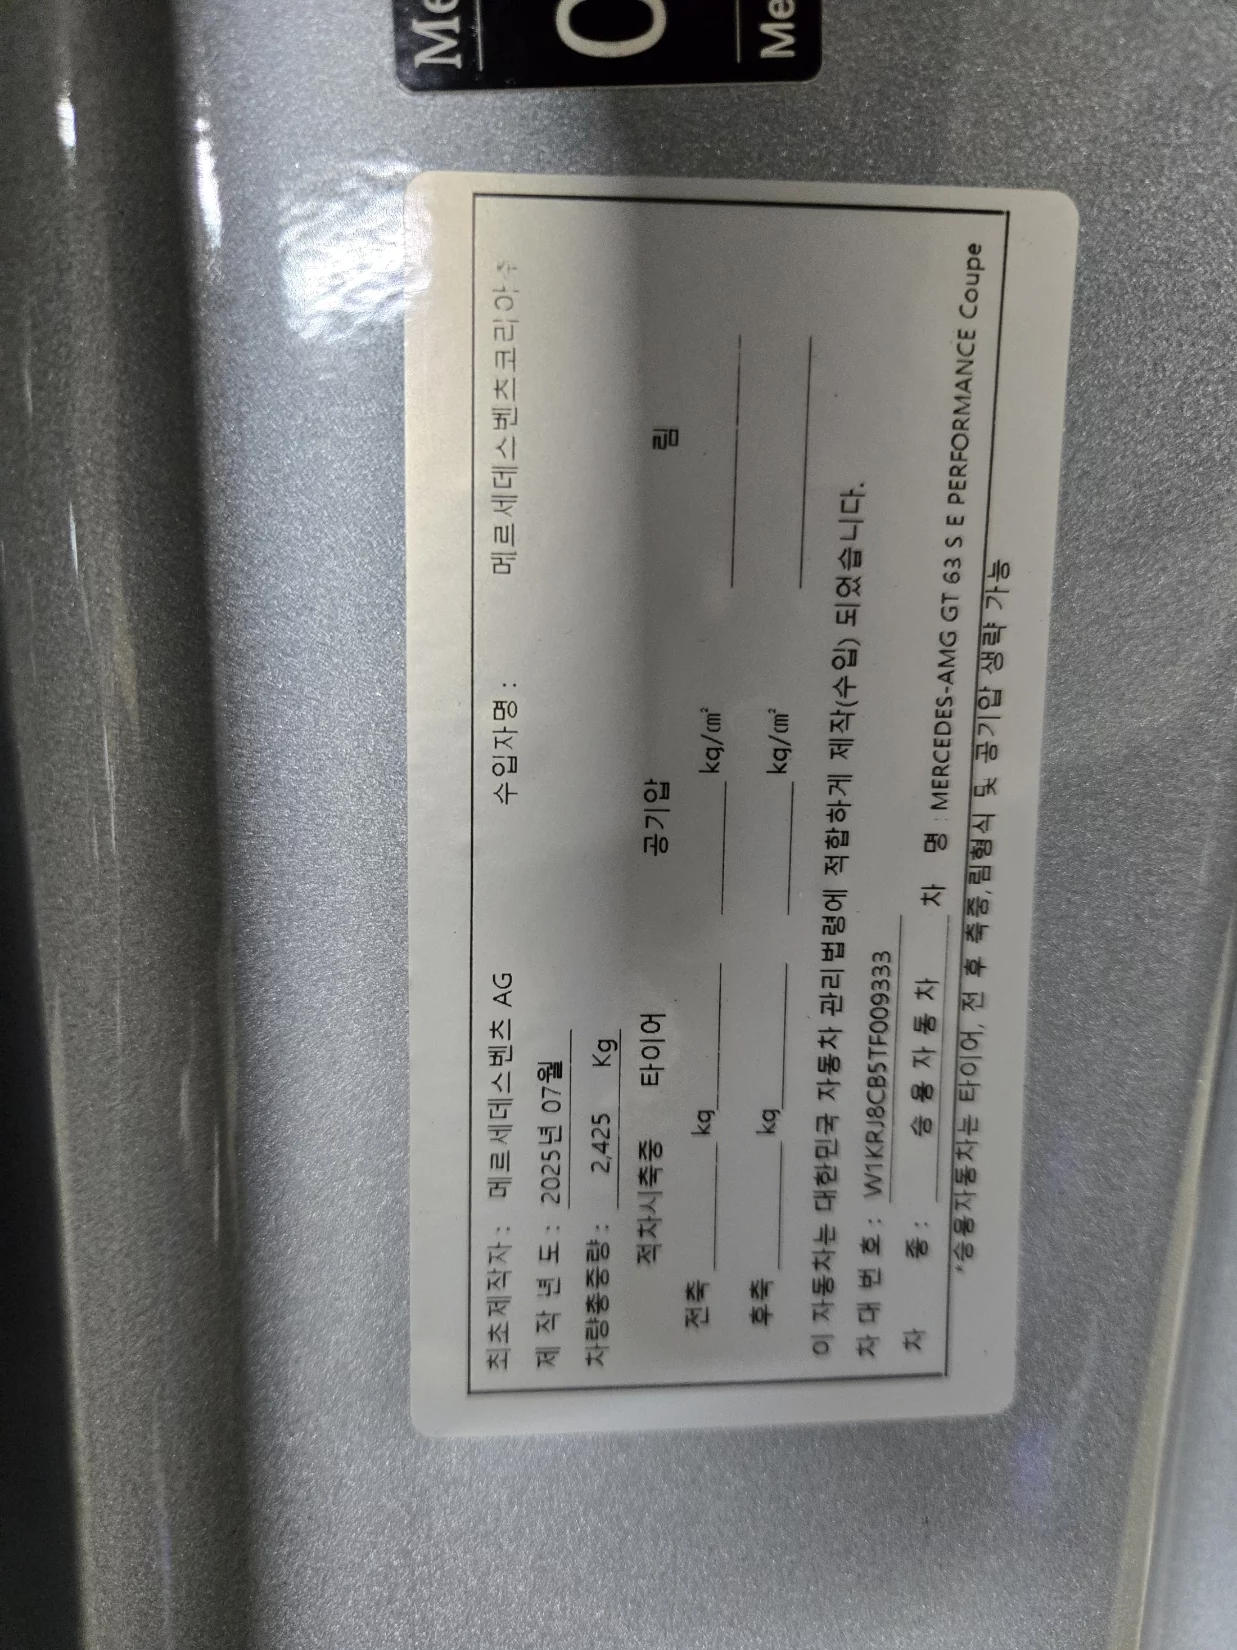 최초제작자 : 메르세데스벤츠 AG 수입자명 : 메르세데스벤츠코리아㈜
제 작 년 도 : 2025년 07월
차량총중량 : 2,425 Kg
적차시축중 타이어 공기압 림
전축 kg kg/㎠
후축 kg kg/㎠
이 자동차는 대한민국 자동차 관리법령에 적합하게 제작(수입) 되었습니다.
차 대 번 호 : W1KRJ8CB5TF009333
차 종 : 승 용 자 동 차 차 명 : MERCEDES-AMG GT 63 S E PERFORMANCE Coupe
*승용자동차는 타이어, 전 후 축중,림형식 및 공기압 생략 가능